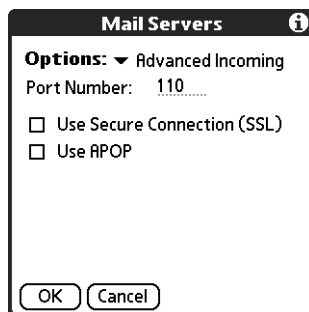 Mail Servers
Options: Advanced Incoming
Port Number: 110
Use Secure Connection (SSL)
Use APOP
OK Cancel